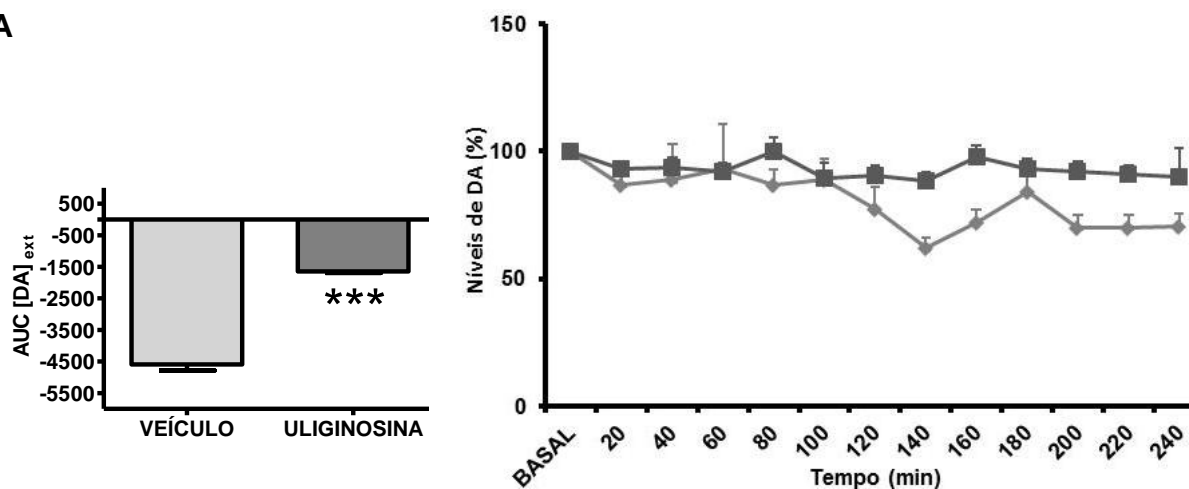 A
AUC [DA] ext
500
-500
-1500
-2500
-3500
-4500
-5500
***
VEÍCULO ULIGINOSINA
Níveis de DA (%)
150
100
50
0
BASAL 20 40 60 80 100 120 140 160 180 200 220 240
Tempo (min)